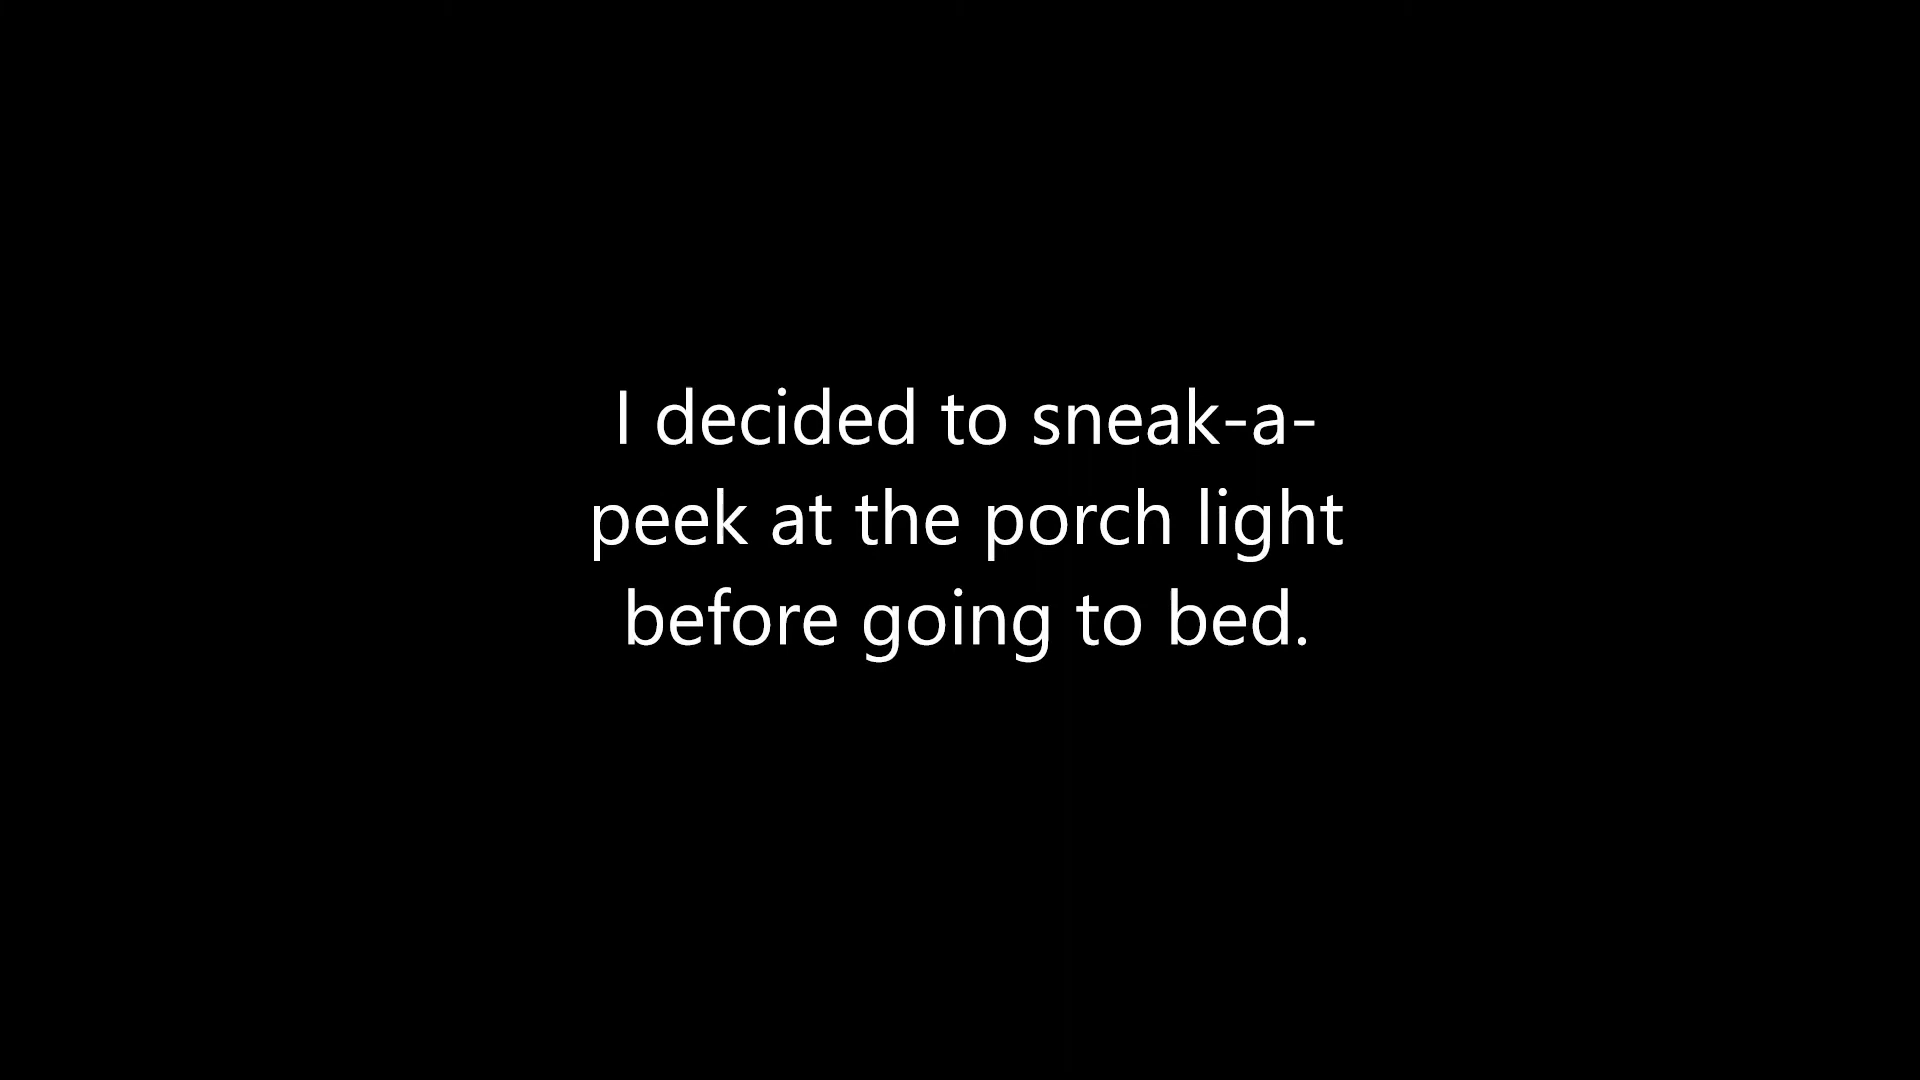 I decided to sneak-a-
peek at the porch light
before going to bed.